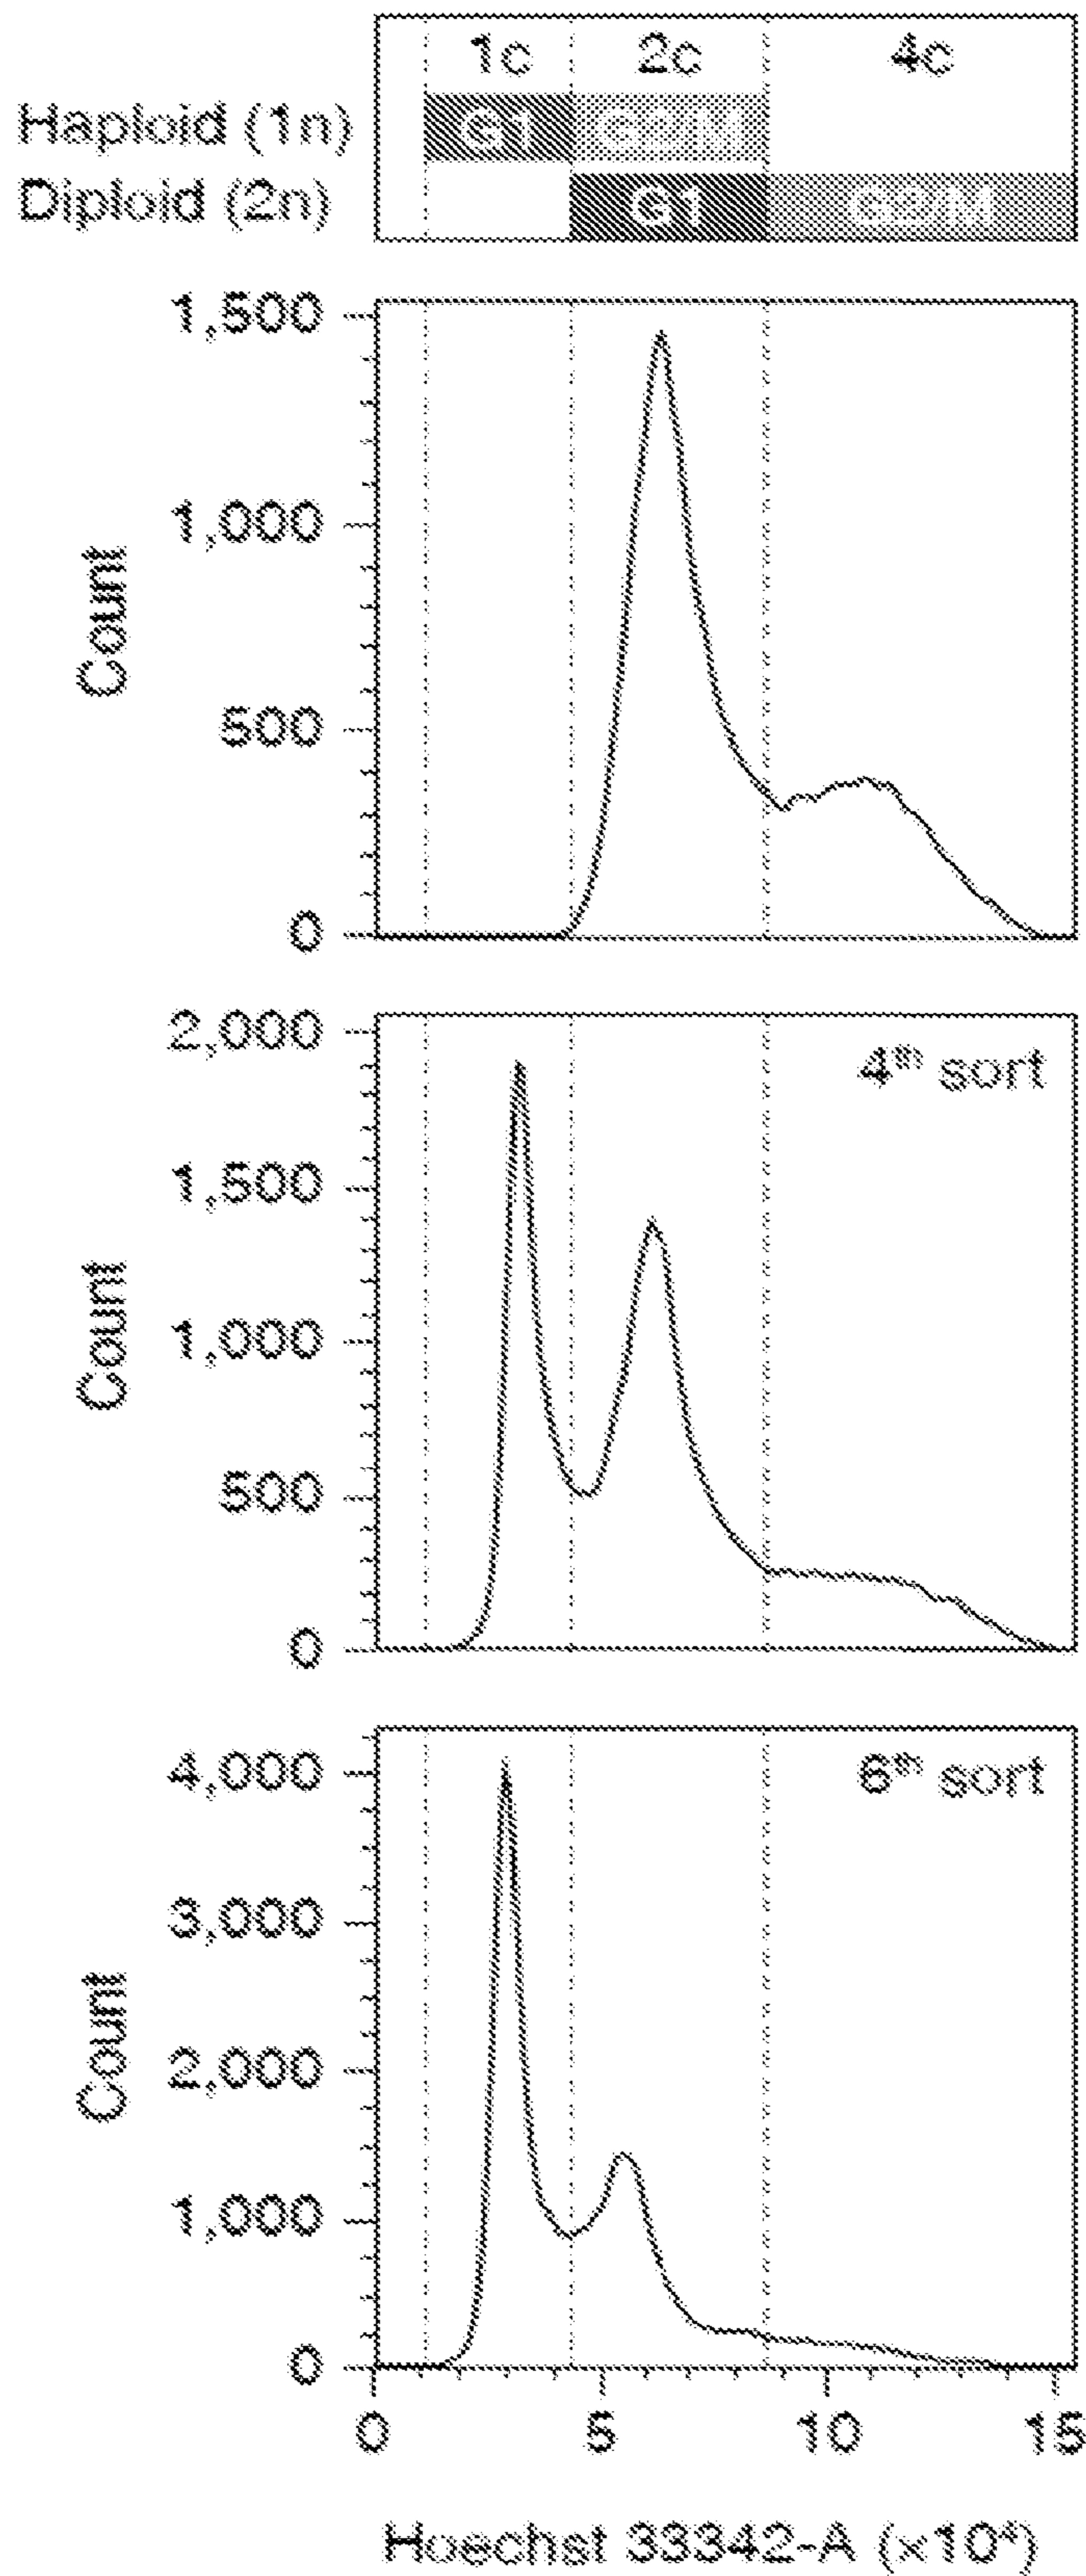 1c 2c 4c
Haploid (1n) G1 G2/M
Diploid (2n) G1 G2/M
1,500
1,000
500
0
Count
4th sort
2,000
1,500
1,000
500
0
Count
6th sort
4,000
3,000
2,000
1,000
0
Count
0 5 10 15
Hoechst 33342-A (×10⁴)